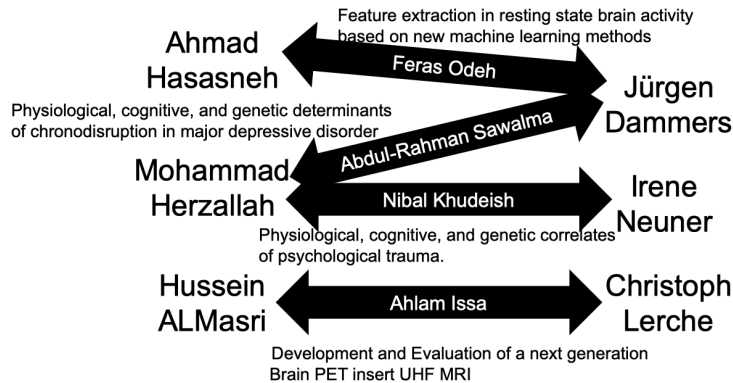 Feature extraction in resting state brain activity
based on new machine learning methods
Ahmad
Hasasneh
Feras Odeh
Jürgen
Dammers
Physiological, cognitive, and genetic determinants
of chronodisruption in major depressive disorder
Abdul-Rahman Sawalma
Mohammad
Herzallah
Nibal Khudeish
Irene
Neuner
Physiological, cognitive, and genetic correlates
of psychological trauma.
Hussein
ALMasri
Ahlam Issa
Christoph
Lerche
Development and Evaluation of a next generation
Brain PET insert UHF MRI